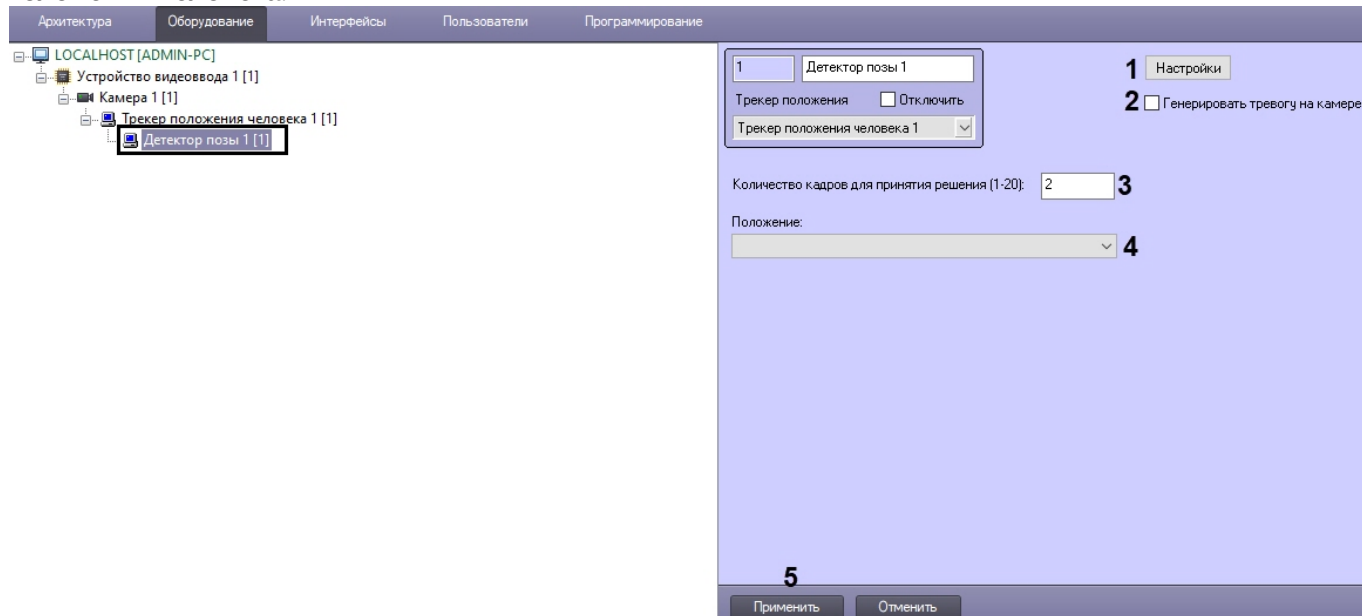 Архитектура Оборудование Интерфейсы Пользователи Программирование
LOCALHOST [ADMIN-PC]
Устройство видеоввода 1 [1]
Камера 1 [1]
Трекер положения человека 1 [1]
Детектор позы 1 [1]
1 Детектор позы 1
Трекер положения Отключить
Трекер положения человека 1
1 Настройки
2 Генерировать тревогу на камере
Количество кадров для принятия решения (1-20): 2 3
Положение:
4
5
Применить Отменить